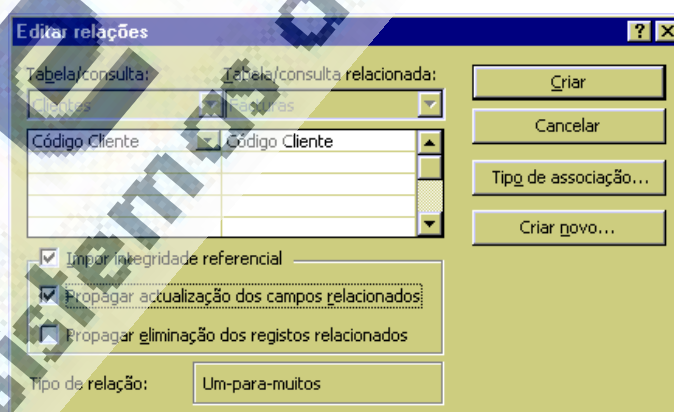 Editar relações
Tabela/consulta: Tabela/consulta relacionada:
Clientes Facturas
Código Cliente Código Cliente
Criar
Cancelar
Tipo de associação...
Criar novo...
Impor integridade referencial
Propagar actualização dos campos relacionados
Propagar eliminação dos registos relacionados
Tipo de relação: Um-para-muitos